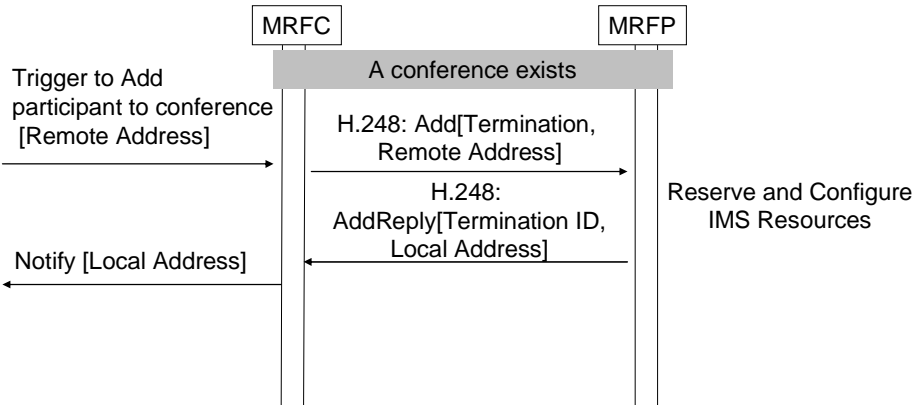 MRFC
MRFP
A conference exists
Trigger to Add
participant to conference
[Remote Address]
H.248: Add[Termination,
Remote Address]
H.248:
AddReply[Termination ID,
Local Address]
Reserve and Configure
IMS Resources
Notify [Local Address]